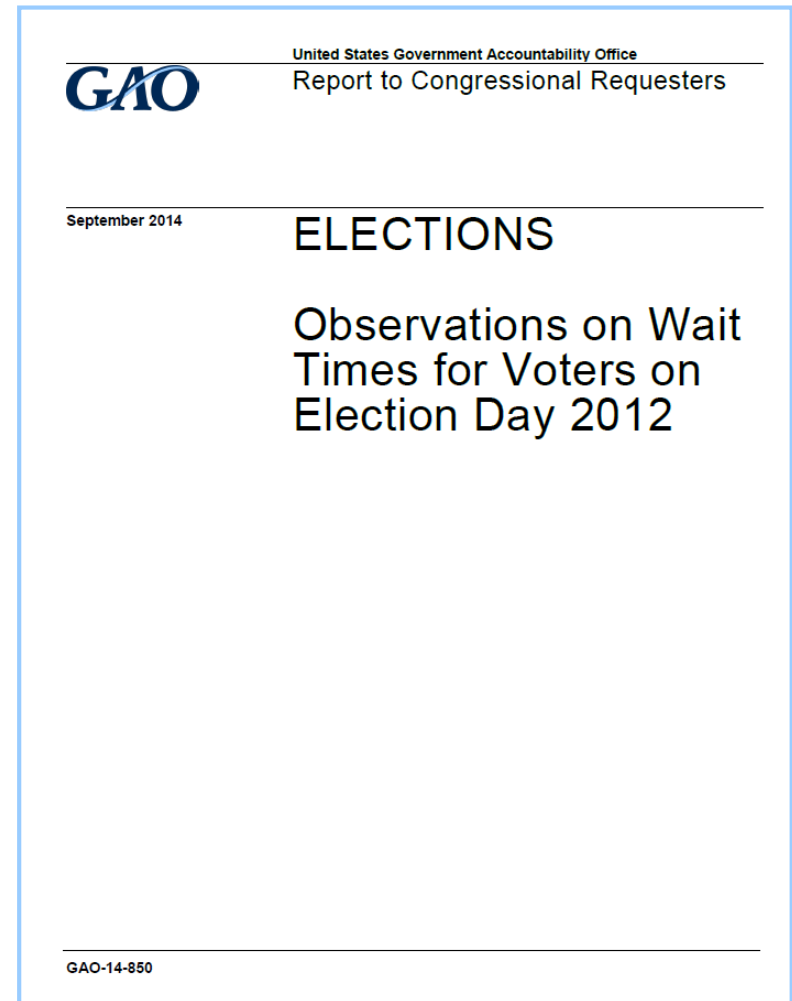 United States Government Accountability Office
GAO
Report to Congressional Requesters
September 2014
ELECTIONS
Observations on Wait
Times for Voters on
Election Day 2012
GAO-14-850